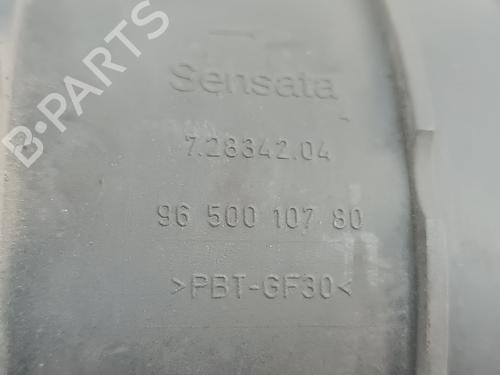 Sensata
7.28342.04
96 500 107 80
>PBT-GF30<
B-PARTS